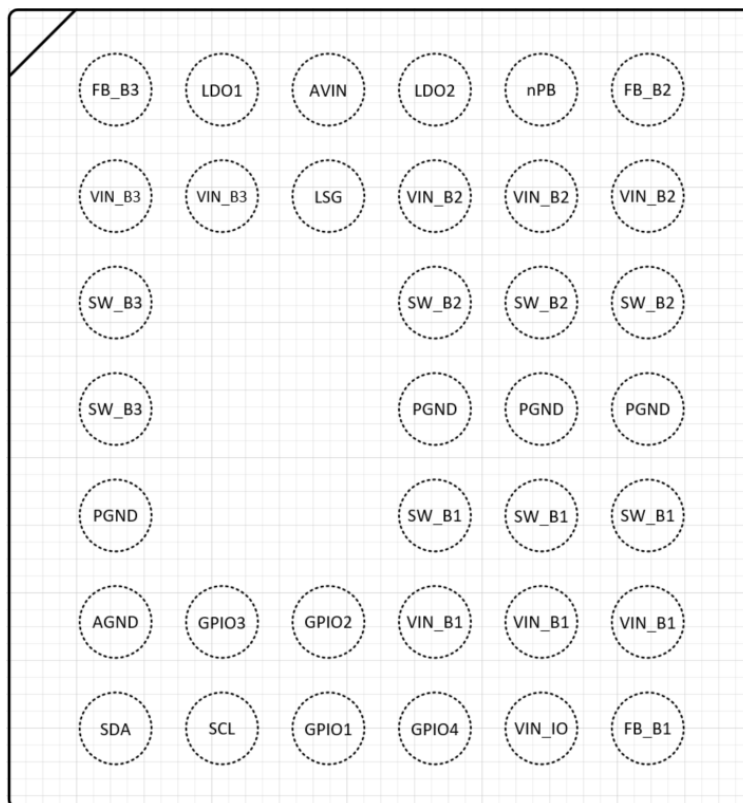 FB_B3 LDO1 AVIN LDO2 nPB FB_B2
VIN_B3 VIN_B3 LSG VIN_B2 VIN_B2 VIN_B2
SW_B3 SW_B2 SW_B2 SW_B2
SW_B3 PGND PGND PGND
PGND SW_B1 SW_B1 SW_B1
AGND GPIO3 GPIO2 VIN_B1 VIN_B1 VIN_B1
SDA SCL GPIO1 GPIO4 VIN_IO FB_B1